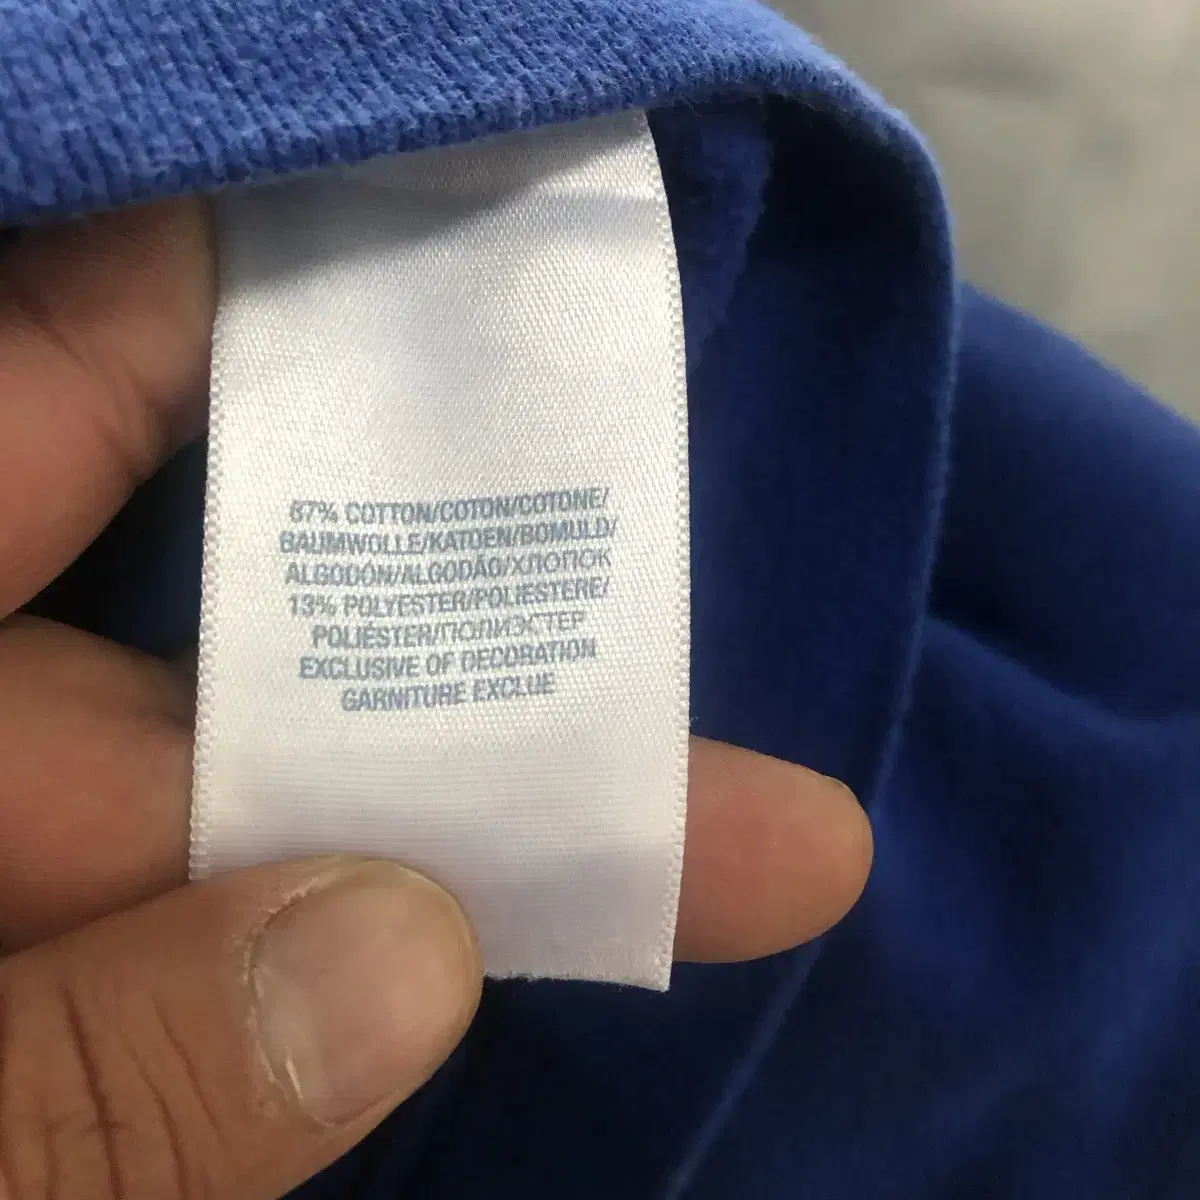 87% COTTON/COTON/COTONE/
BAUMWOLLE/KATOEN/BOMULD/
ALGODÓN/ALGODÃO/ХЛОПОК
13% POLYESTER/POLIESTERE/
POLIÉSTER/ПОЛИЭСТЕР
EXCLUSIVE OF DECORATION
GARNITURE EXCLUE